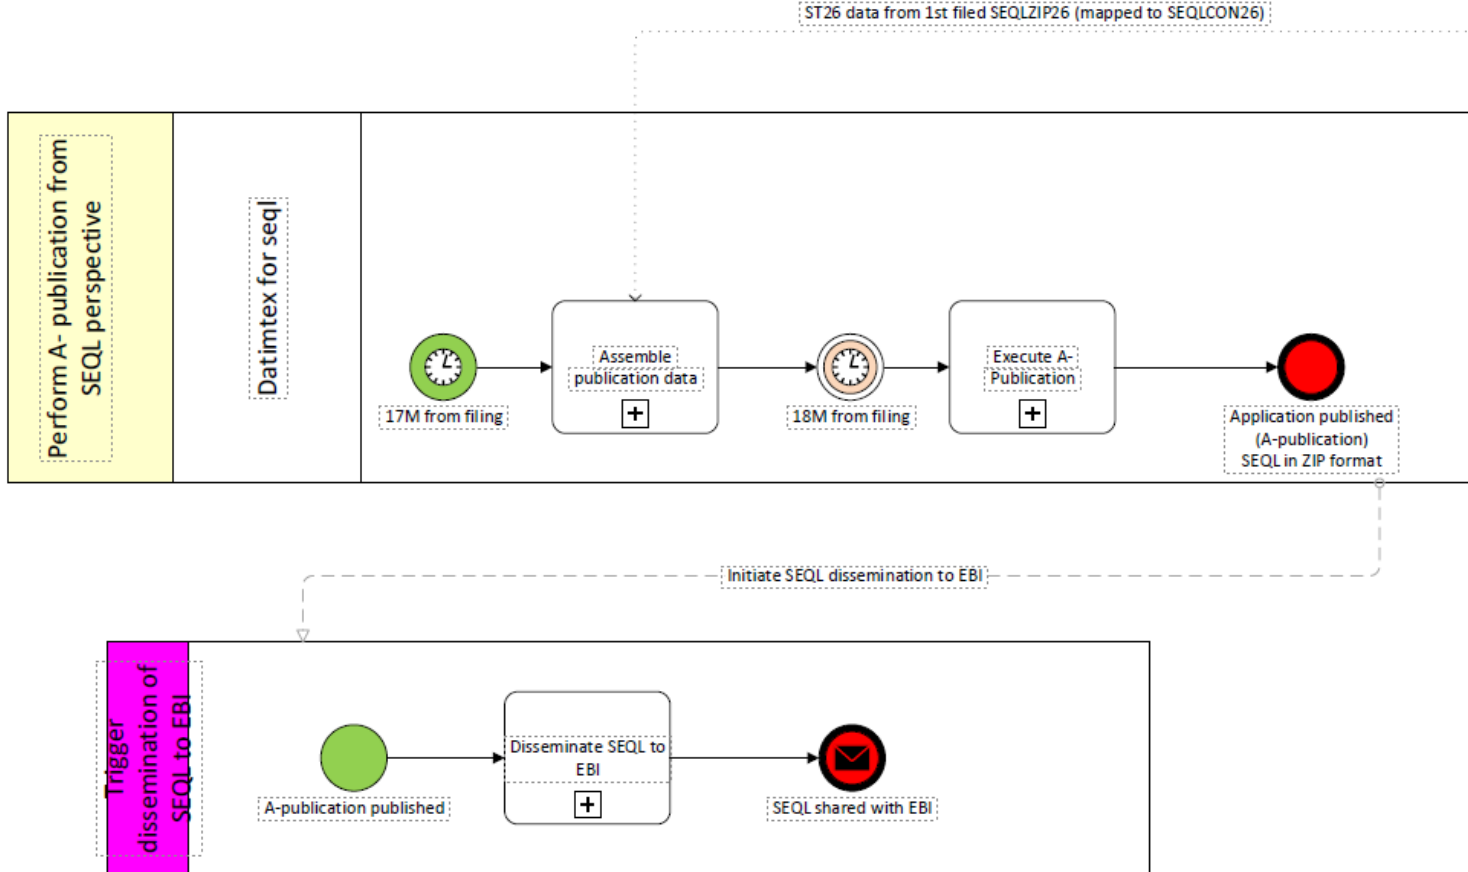 ST26 data from 1st filed SEQLZIP26 (mapped to SEQLCON26)
Perform A- publication from
SEQL perspective
Datimtex for seql
17M from filing
Assemble
publication data
18M from filing
Execute A-
Publication
Application published
(A-publication)
SEQL in ZIP format
Initiate SEQL dissemination to EBI
Trigger
dissemination of
SEQL to EBI
A-publication published
Disseminate SEQL to
EBI
SEQL shared with EBI